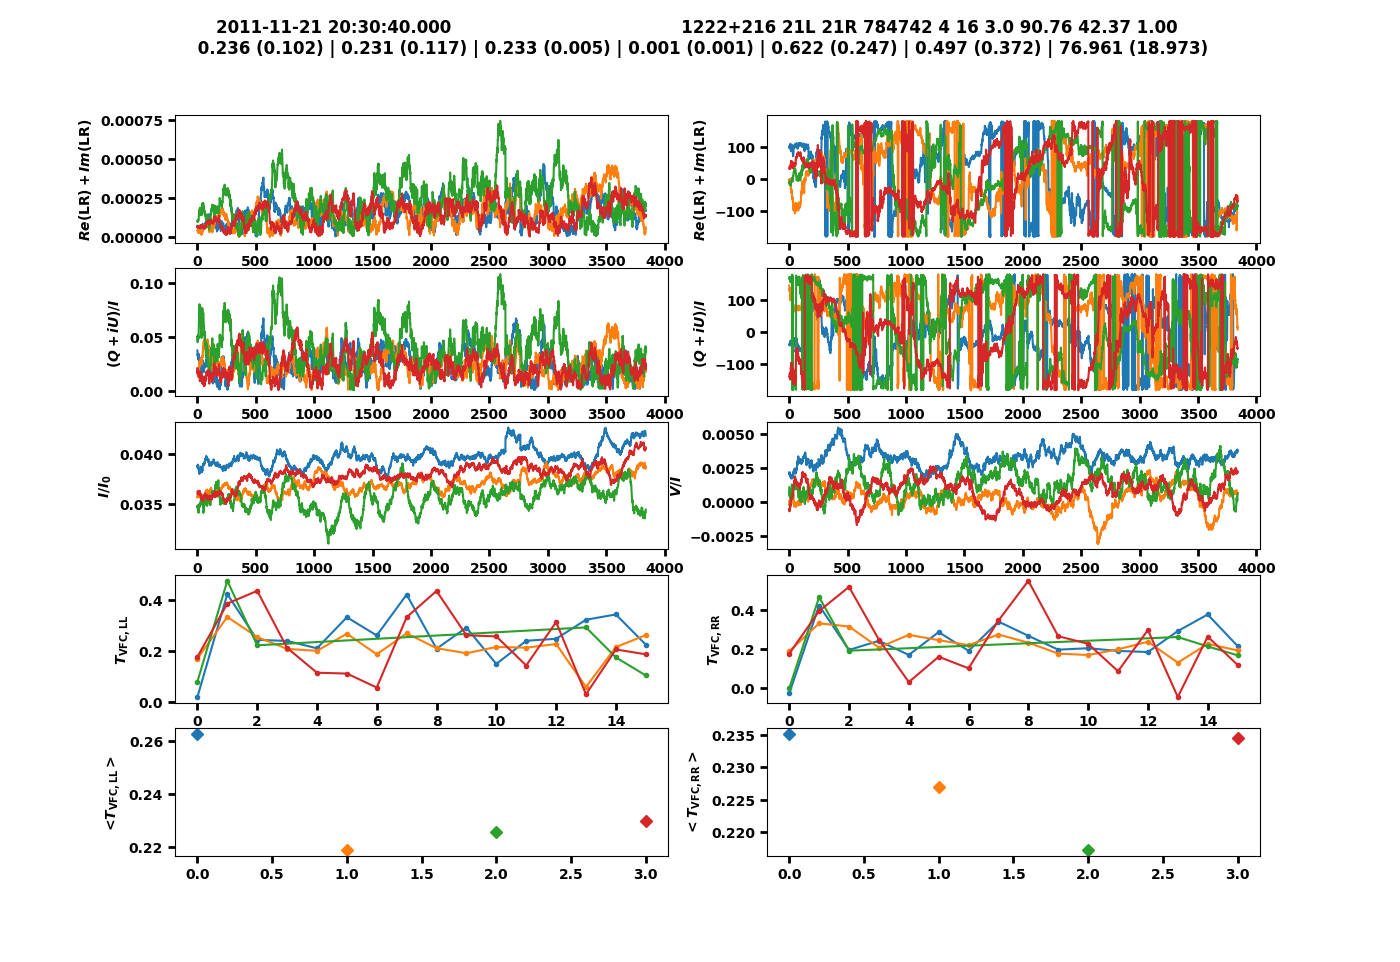 2011-11-21 20:30:40.000 1222+216 21L 21R 784742 4 16 3.0 90.76 42.37 1.00
0.236 (0.102) | 0.231 (0.117) | 0.233 (0.005) | 0.001 (0.001) | 0.622 (0.247) | 0.497 (0.372) | 76.961 (18.973)
Re(LR) + Im(LR)
0.00075
0.00050
0.00025
0.00000
0 500 1000 1500 2000 2500 3000 3500 4000
Re(LR) + Im(LR)
100
0
−100
0 500 1000 1500 2000 2500 3000 3500 4000
(Q + iU)/I
0.10
0.05
0.00
0 500 1000 1500 2000 2500 3000 3500 4000
(Q + iU)/I
100
0
−100
0 500 1000 1500 2000 2500 3000 3500 4000
I/I0
0.040
0.035
0 500 1000 1500 2000 2500 3000 3500 4000
V/I
0.0050
0.0025
0.0000
−0.0025
0 500 1000 1500 2000 2500 3000 3500 4000
TVFC, LL
0.4
0.2
0.0
0 2 4 6 8 10 12 14
TVFC, RR
0.4
0.2
0.0
0 2 4 6 8 10 12 14
<TVFC, LL >
0.26
0.24
0.22
0.0 0.5 1.0 1.5 2.0 2.5 3.0
< TVFC, RR >
0.235
0.230
0.225
0.220
0.0 0.5 1.0 1.5 2.0 2.5 3.0